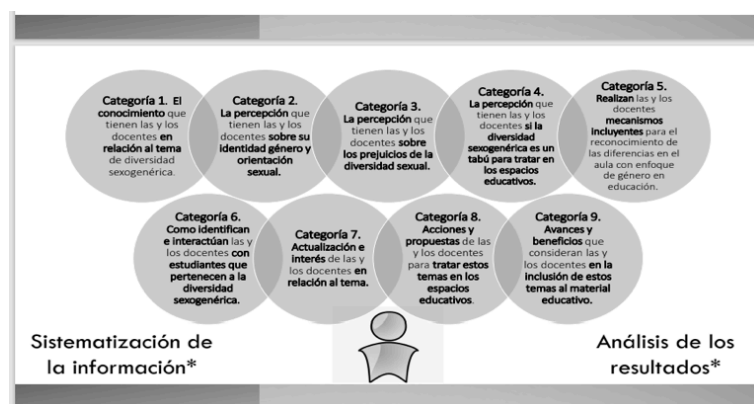 Categoría 1. El
conocimiento que
tienen las y los
docentes en
relación al tema
de diversidad
sexogenérica.
Categoría 2.
La percepción que
tienen las y los
docentes sobre su
identidad género y
orientación
sexual.
Categoría 3.
La percepción que
tienen las y los
docentes sobre
los prejuicios de la
diversidad sexual.
Categoría 4.
La percepción que
tienen las y los
docentes si la
diversidad
sexogenérica es un
tabú para tratar en
los espacios
educativos.
Categoría 5.
Realizan las y los
docentes
mecanismos
incluyentes para el
reconocimiento de
las diferencias en el
aula con enfoque
de género en
educación.
Categoría 6.
Como identifican
e interactúan las y
los docentes con
estudiantes que
pertenecen a la
diversidad
sexogenérica.
Categoría 7.
Actualización e
interés de las y
los docentes en
relación al tema.
Categoría 8.
Acciones y
propuestas de las
y los docentes
para tratar estos
temas en los
espacios
educativos.
Categoría 9.
Avances y
beneficios que
consideran las y
los docentes en la
inclusión de estos
temas al material
educativo.
Sistematización de
la información*
Análisis de los
resultados*